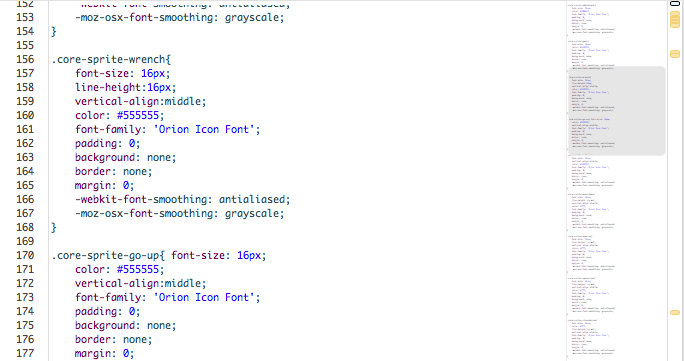 152 -webkit-font-smoothing: antialiased;
153 -moz-osx-font-smoothing: grayscale;
154 }
155
156 .core-sprite-wrench{
157 font-size: 16px;
158 line-height:16px;
159 vertical-align:middle;
160 color: #555555;
161 font-family: 'Orion Icon Font';
162 padding: 0;
163 background: none;
164 border: none;
165 margin: 0;
166 -webkit-font-smoothing: antialiased;
167 -moz-osx-font-smoothing: grayscale;
168 }
169
170 .core-sprite-go-up{ font-size: 16px;
171 color: #555555;
172 vertical-align:middle;
173 font-family: 'Orion Icon Font';
174 padding: 0;
175 background: none;
176 border: none;
177 margin: 0;